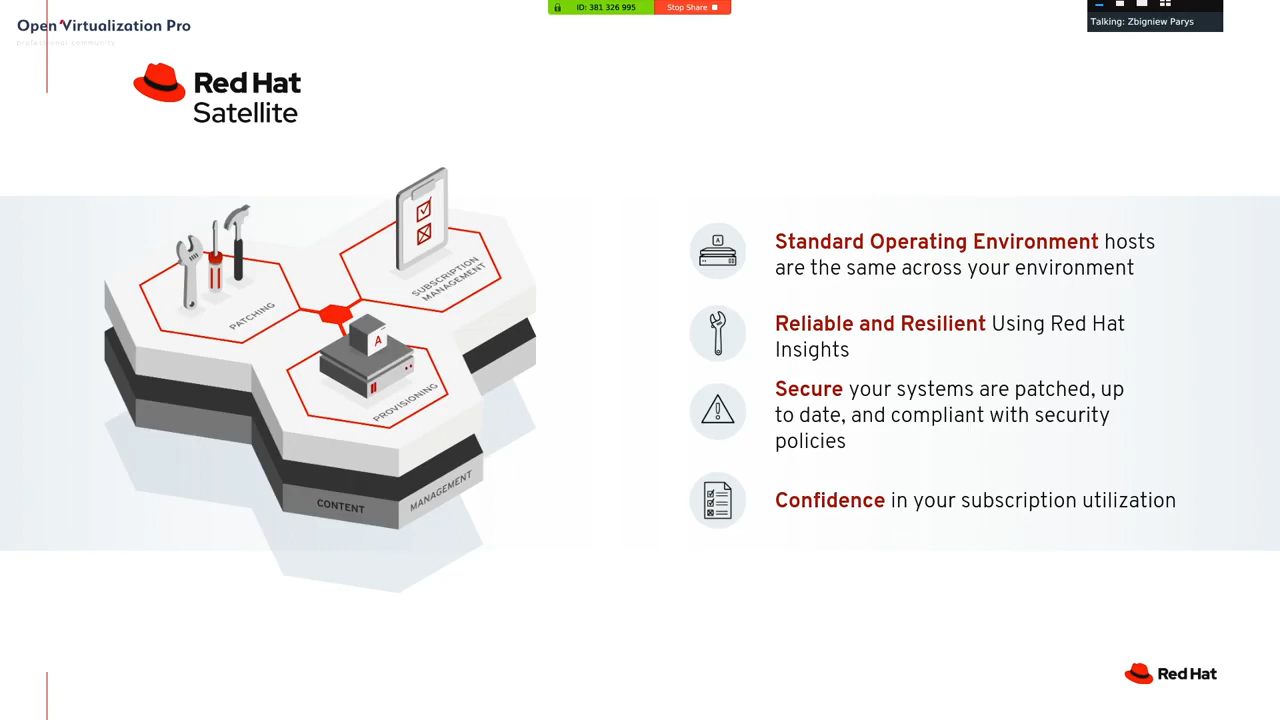 Open Virtualization Pro
professional community
ID: 381 326 995
Stop Share
Talking: Zbigniew Parys
Red Hat
Satellite
PATCHING
SUBSCRIPTION
MANAGEMENT
A
PROVISIONING
CONTENT
MANAGEMENT
A
Standard Operating Environment hosts
are the same across your environment
Reliable and Resilient Using Red Hat
Insights
Secure your systems are patched, up
to date, and compliant with security
policies
Confidence in your subscription utilization
Red Hat